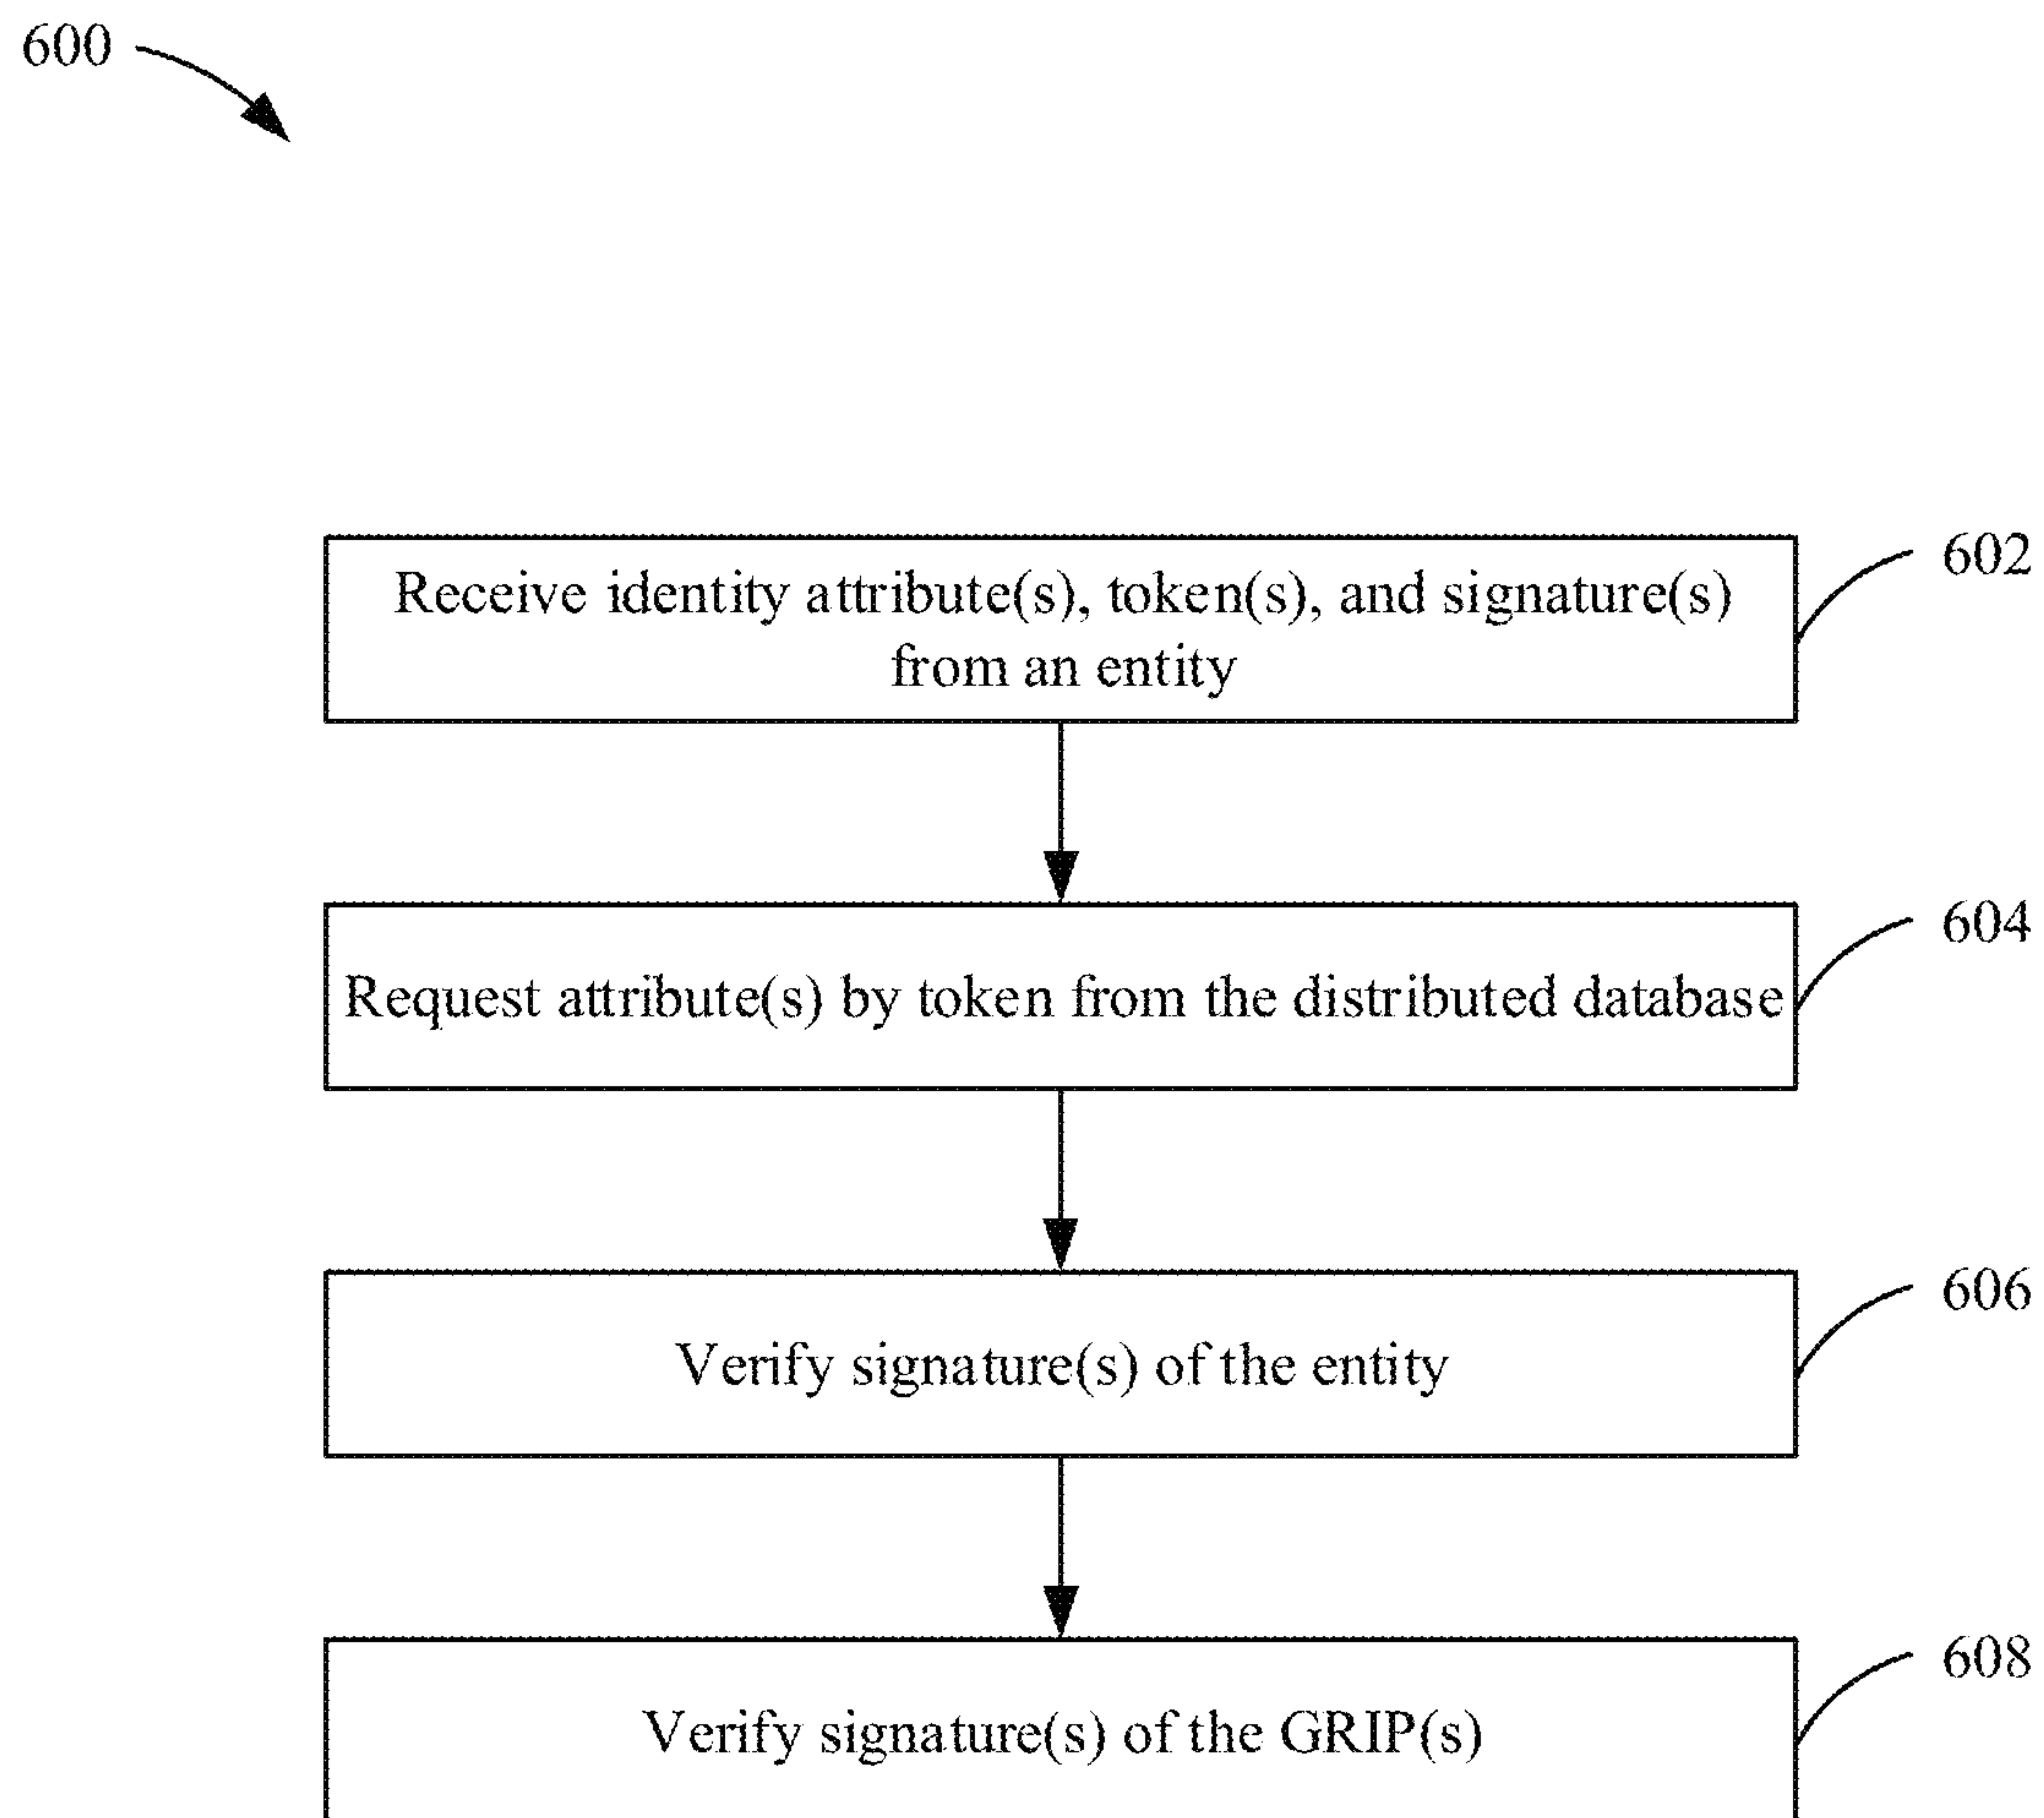 600
Receive identity attribute(s), token(s), and signature(s)
from an entity
602
Request attribute(s) by token from the distributed database
604
Verify signature(s) of the entity
606
Verify signature(s) of the GRIP(s)
608